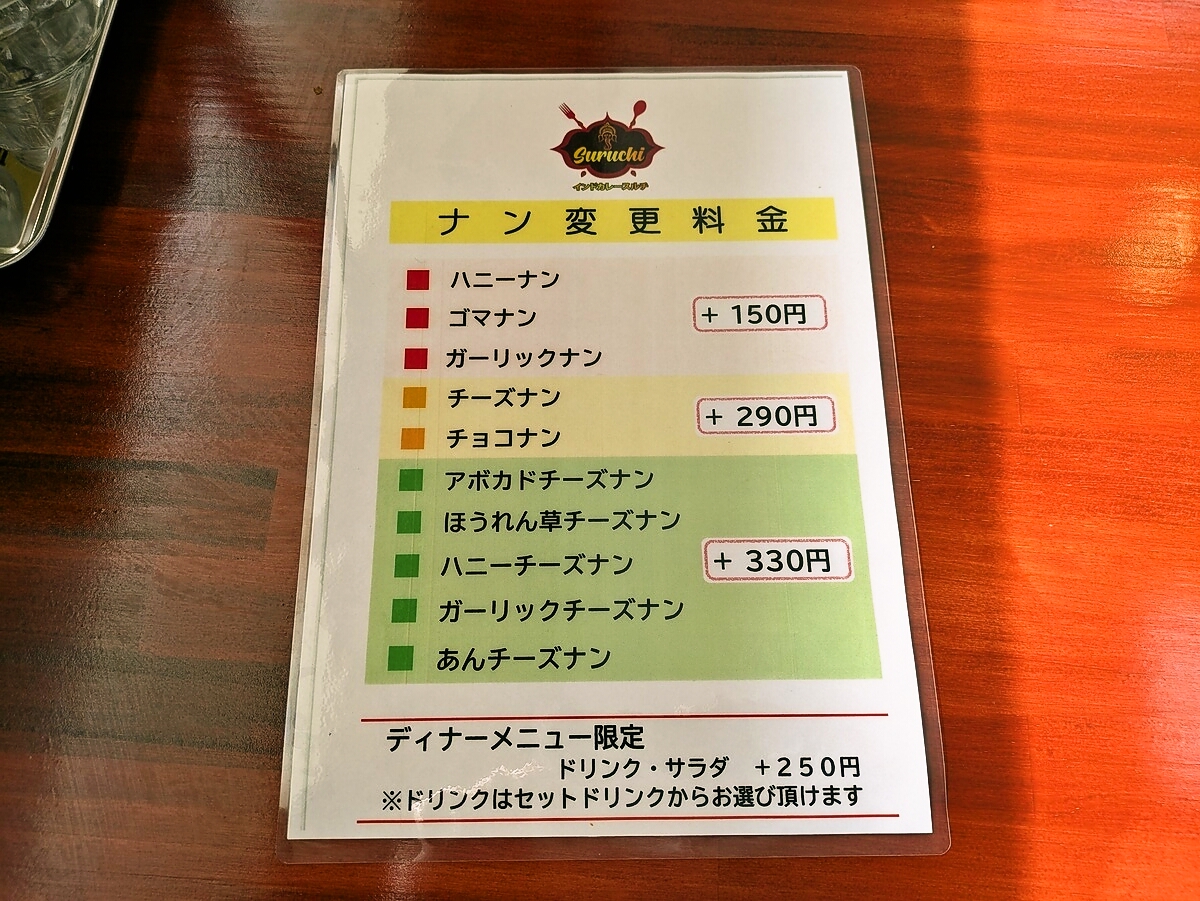 Suruchi
インドカレースルチ
ナン変更料金
ハニーナン
ゴマナン
+ 150円
ガーリックナン
チーズナン
+ 290円
チョコナン
アボカドチーズナン
ほうれん草チーズナン
ハニーチーズナン
+ 330円
ガーリックチーズナン
あんチーズナン
ディナーメニュー限定
ドリンク・サラダ +250円
※ドリンクはセットドリンクからお選び頂けます